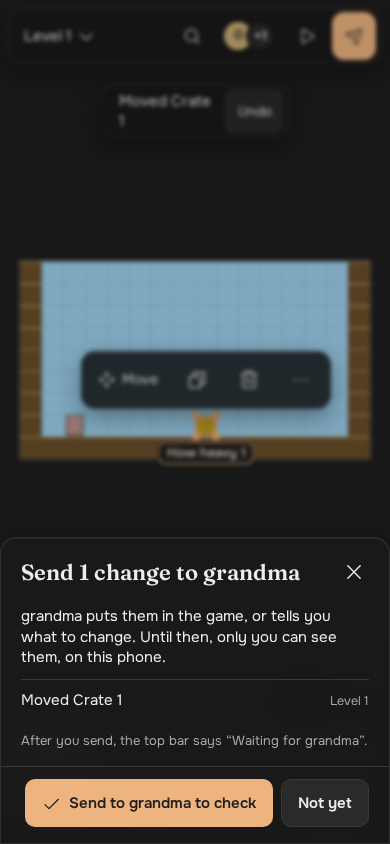 Level 1
+5
Moved Crate
1
Undo
Move
How heavy 1
Send 1 change to grandma
grandma puts them in the game, or tells you
what to change. Until then, only you can see
them, on this phone.
Moved Crate 1
Level 1
After you send, the top bar says “Waiting for grandma”.
Send to grandma to check
Not yet